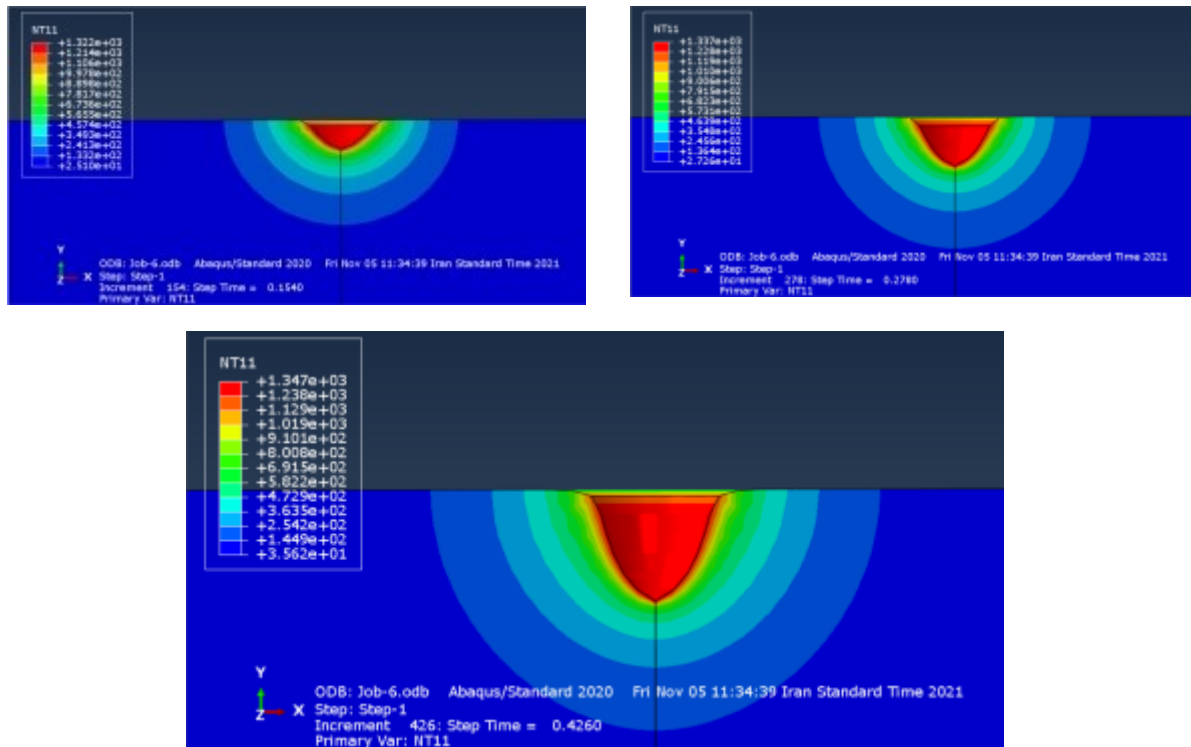 NT11
+1.322e+03
+1.214e+03
+1.106e+03
+9.978e+02
+8.898e+02
+7.817e+02
+6.736e+02
+5.655e+02
+4.574e+02
+3.493e+02
+2.413e+02
+1.332e+02
+2.510e+01
Y
Z X
ODB: Job-6.odb Abaqus/Standard 2020 Fri Nov 05 11:34:39 Iran Standard Time 2021
Step: Step-1
Increment 154: Step Time = 0.1540
Primary Var: NT11
NT11
+1.337e+03
+1.228e+03
+1.119e+03
+1.010e+03
+9.006e+02
+7.915e+02
+6.823e+02
+5.731e+02
+4.639e+02
+3.548e+02
+2.456e+02
+1.364e+02
+2.726e+01
Y
Z X
ODB: Job-6.odb Abaqus/Standard 2020 Fri Nov 05 11:34:39 Iran Standard Time 2021
Step: Step-1
Increment 278: Step Time = 0.2780
Primary Var: NT11
NT11
+1.347e+03
+1.238e+03
+1.129e+03
+1.019e+03
+9.101e+02
+8.008e+02
+6.915e+02
+5.822e+02
+4.729e+02
+3.635e+02
+2.542e+02
+1.449e+02
+3.562e+01
Y
Z X
ODB: Job-6.odb Abaqus/Standard 2020 Fri Nov 05 11:34:39 Iran Standard Time 2021
Step: Step-1
Increment 426: Step Time = 0.4260
Primary Var: NT11